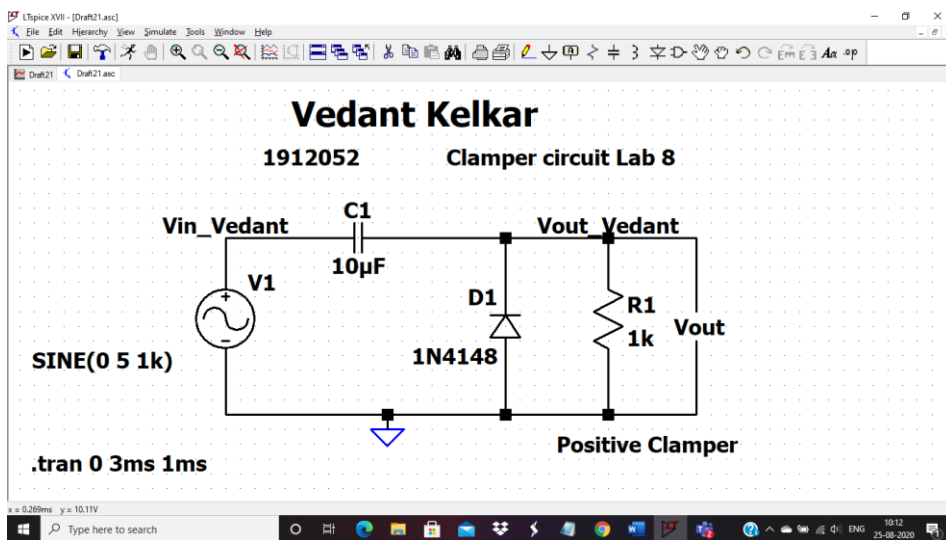 LTspice XVII - [Draft21.asc]
File Edit Hierarchy View Simulate Tools Window Help
Aa .op
Draft21 Draft21.asc
Vedant Kelkar
1912052 Clamper circuit Lab 8
C1
Vin_Vedant Vout_Vedant
10µF
V1
D1
R1
Vout
1k
1N4148
SINE(0 5 1k)
Positive Clamper
.tran 0 3ms 1ms
x = 0.269ms y = 10.11V
Type here to search
ENG
10:12
25-08-2020